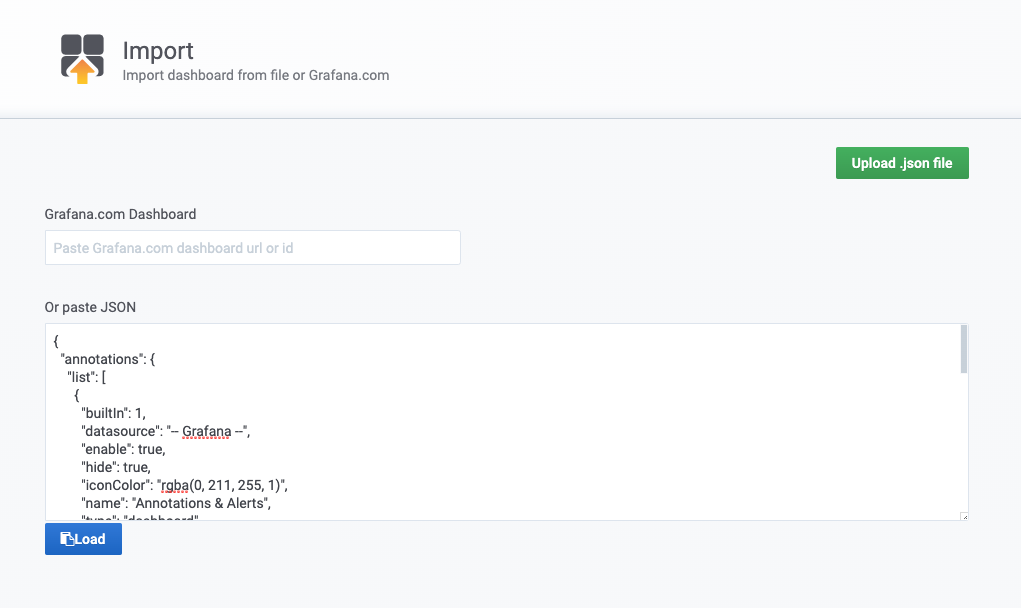 Import
Import dashboard from file or Grafana.com
Upload .json file
Grafana.com Dashboard
Paste Grafana.com dashboard url or id
Or paste JSON
{
"annotations": {
"list": [
{
"builtIn": 1,
"datasource": "-- Grafana --",
"enable": true,
"hide": true,
"iconColor": "rgba(0, 211, 255, 1)",
"name": "Annotations & Alerts",
"type": "dashboard"
Load